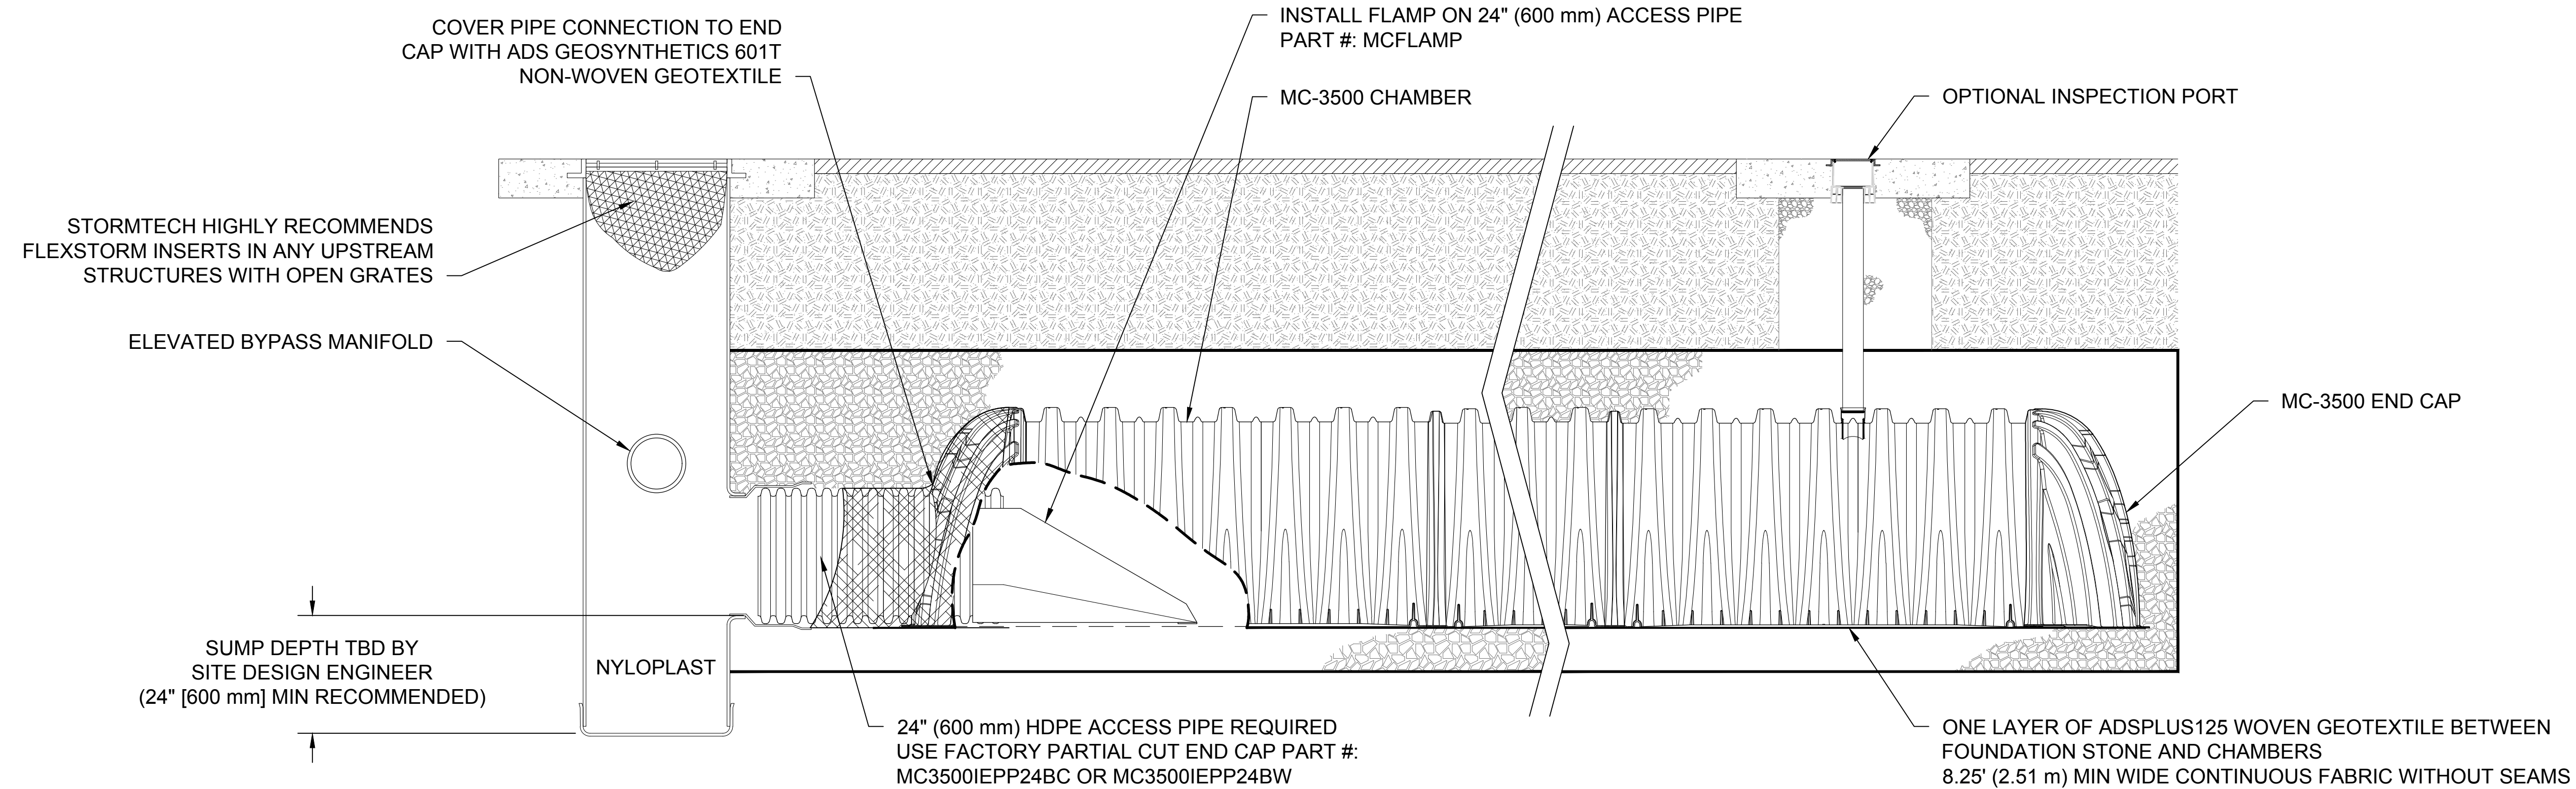 COVER PIPE CONNECTION TO END
CAP WITH ADS GEOSYNTHETICS 601T
NON-WOVEN GEOTEXTILE
INSTALL FLAMP ON 24" (600 mm) ACCESS PIPE
PART #: MCFLAMP
MC-3500 CHAMBER
OPTIONAL INSPECTION PORT
STORMTECH HIGHLY RECOMMENDS
FLEXSTORM INSERTS IN ANY UPSTREAM
STRUCTURES WITH OPEN GRATES
ELEVATED BYPASS MANIFOLD
MC-3500 END CAP
SUMP DEPTH TBD BY
SITE DESIGN ENGINEER
(24" [600 mm] MIN RECOMMENDED)
NYLOPLAST
24" (600 mm) HDPE ACCESS PIPE REQUIRED
USE FACTORY PARTIAL CUT END CAP PART #:
MC3500IEPP24BC OR MC3500IEPP24BW
ONE LAYER OF ADSPLUS125 WOVEN GEOTEXTILE BETWEEN
FOUNDATION STONE AND CHAMBERS
8.25' (2.51 m) MIN WIDE CONTINUOUS FABRIC WITHOUT SEAMS